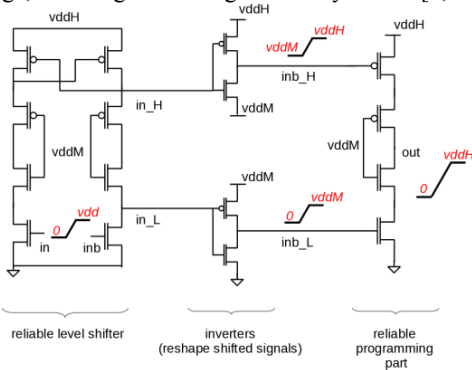 vddH
vddH
vddH
vddM
vddH
in_H
inb_H
vddM
vddM
vddM
out
vddH
vddM
vddM
0
in_L
0
inb_L
0
vdd
in
inb
reliable level shifter
inverters
(reshape shifted signals)
reliable
programming
part